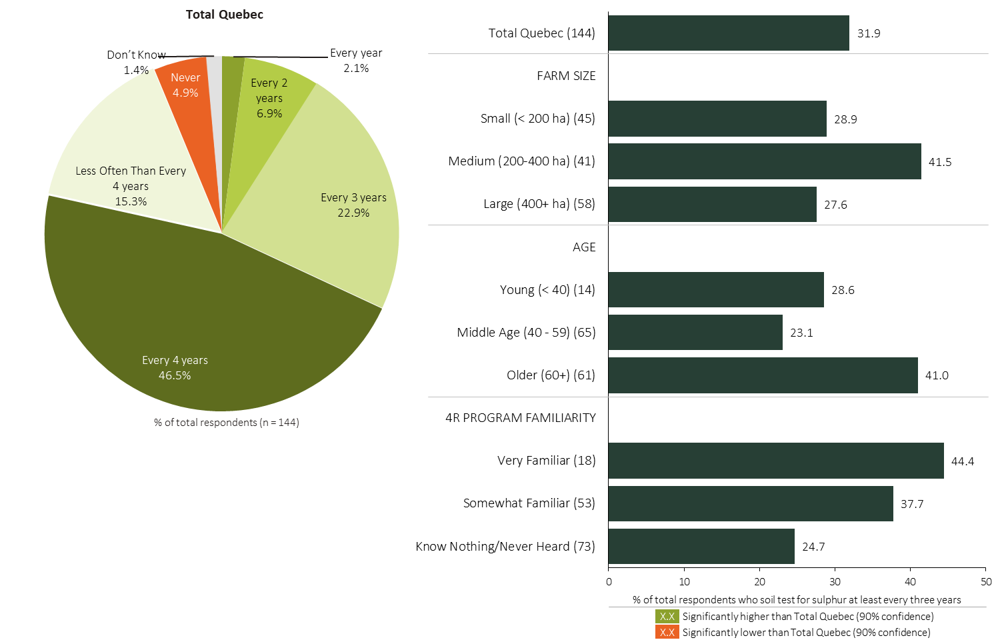 Total Quebec
Don't Know
1.4%
Every year
2.1%
Never
4.9%
Every 2
years
6.9%
Less Often Than Every
4 years
15.3%
Every 3 years
22.9%
Every 4 years
46.5%
% of total respondents (n = 144)
Total Quebec (144) 31.9
FARM SIZE
Small (< 200 ha) (45) 28.9
Medium (200-400 ha) (41) 41.5
Large (400+ ha) (58) 27.6
AGE
Young (< 40) (14) 28.6
Middle Age (40 - 59) (65) 23.1
Older (60+) (61) 41.0
4R PROGRAM FAMILIARITY
Very Familiar (18) 44.4
Somewhat Familiar (53) 37.7
Know Nothing/Never Heard (73) 24.7
0 10 20 30 40 50
% of total respondents who soil test for sulphur at least every three years
X.X Significantly higher than Total Quebec (90% confidence)
X.X Significantly lower than Total Quebec (90% confidence)